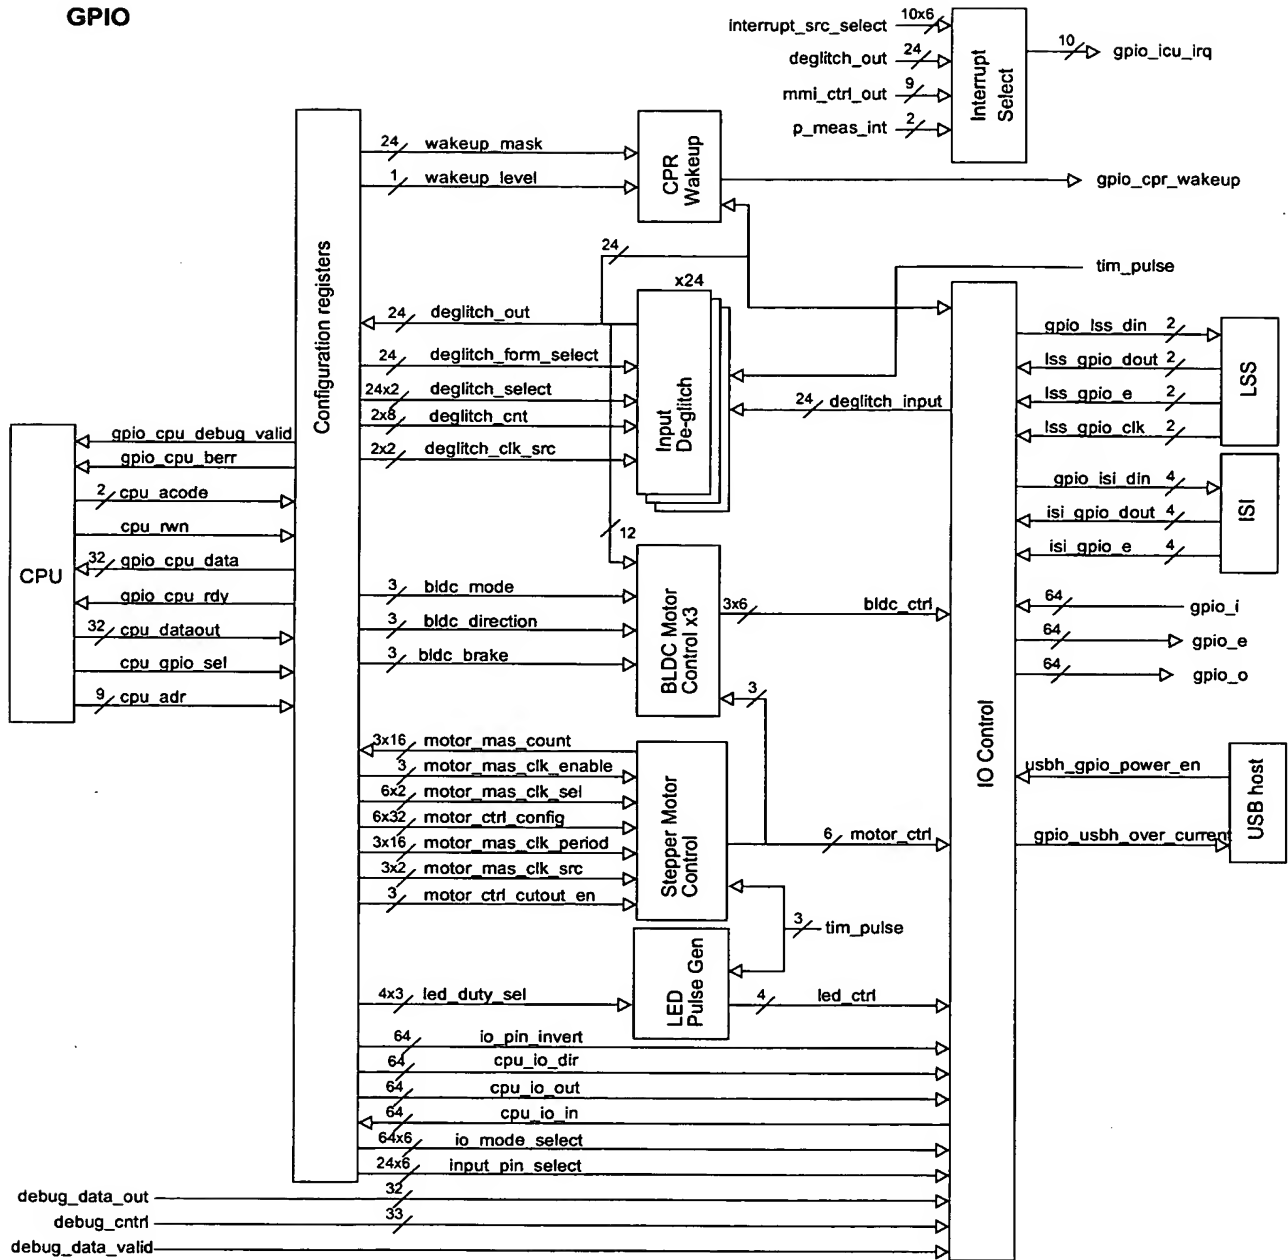 GPIO
interrupt_src_select 10x6
deglitch_out 24
mmi_ctrl_out 9
p_meas_int 2
Interrupt Select
10 gpio_icu_irq
Configuration registers
24 wakeup_mask
1 wakeup_level
CPR Wakeup
gpio_cpr_wakeup
24
tim_pulse
x24
24 deglitch_out
24 deglitch_form_select
24x2 deglitch_select
2x8 deglitch_cnt
2x2 deglitch_clk_src
Input De-glitch
24 deglitch_input
12
CPU
gpio_cpu_debug_valid
gpio_cpu_berr
2 cpu_acode
cpu_rwn
32 gpio_cpu_data
gpio_cpu_rdy
32 cpu_dataout
cpu_gpio_sel
9 cpu_adr
3 bldc_mode
3 bldc_direction
3 bldc_brake
BLDC Motor Control x3
3x6 bldc_ctrl
3
3x16 motor_mas_count
3 motor_mas_clk_enable
6x2 motor_mas_clk_sel
6x32 motor_ctrl_config
3x16 motor_mas_clk_period
3x2 motor_mas_clk_src
3 motor_ctrl_cutout_en
Stepper Motor Control
6 motor_ctrl
3 tim_pulse
4x3 led_duty_sel
LED Pulse Gen
4 led_ctrl
64 io_pin_invert
64 cpu_io_dir
64 cpu_io_out
64 cpu_io_in
64x6 io_mode_select
24x6 input_pin_select
debug_data_out 32
debug_cntrl 33
debug_data_valid
IO Control
gpio_lss_din 2
lss_gpio_dout 2
lss_gpio_e 2
lss_gpio_clk 2
LSS
gpio_isi_din 4
isi_gpio_dout 4
isi_gpio_e 4
ISI
64 gpio_i
64 gpio_e
64 gpio_o
usbh_gpio_power_en
gpio_usbh_over_current
USB host